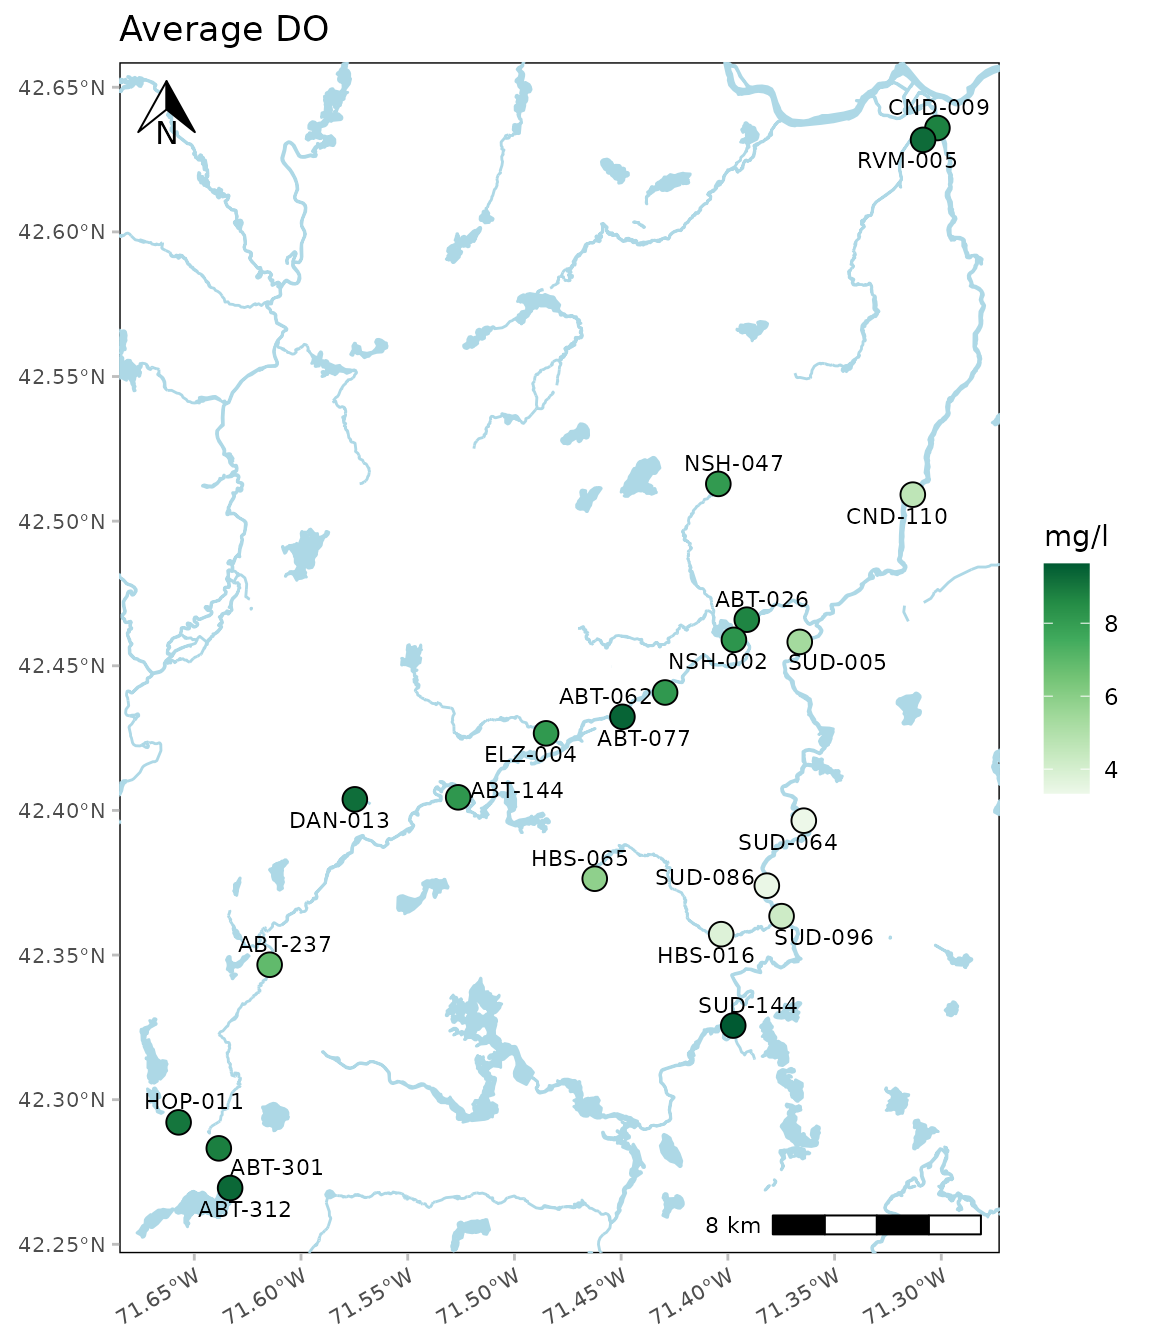 Average DO
42.65°N
42.60°N
42.55°N
42.50°N
42.45°N
42.40°N
42.35°N
42.30°N
42.25°N
N
CND-009
RVM-005
NSH-047
CND-110
ABT-026
NSH-002
SUD-005
ABT-062
ABT-077
ELZ-004
ABT-144
DAN-013
SUD-064
HBS-065
SUD-086
SUD-096
ABT-237
HBS-016
SUD-144
HOP-011
ABT-301
ABT-312
8 km
71.65°W
71.60°W
71.55°W
71.50°W
71.45°W
71.40°W
71.35°W
71.30°W
mg/l
8
6
4